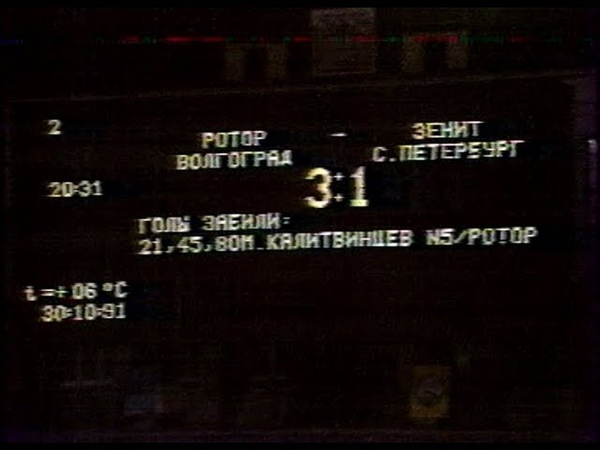 2
РОТОР – ЗЕНИТ
ВОЛГОГРАД С.ПЕТЕРБУРГ
20:31 3:1
ГОЛЫ ЗАБИЛИ:
21,45,80М.КАЛИТВИНЦЕВ N5/РОТОР
t=+06°C
30:10:91